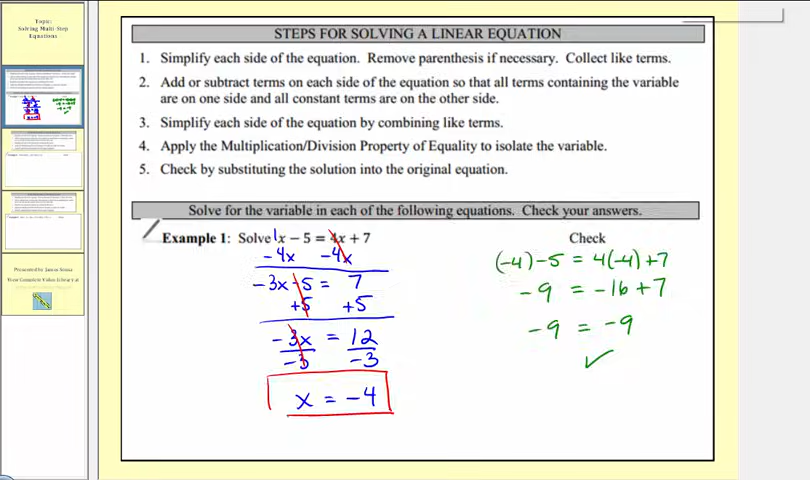 Topic:
Solving Multi-Step
Equations
STEPS FOR SOLVING A LINEAR EQUATION
1. Simplify each side of the equation. Remove parenthesis if necessary. Collect like terms.
2. Add or subtract terms on each side of the equation so that all terms containing the variable
are on one side and all constant terms are on the other side.
3. Simplify each side of the equation by combining like terms.
4. Apply the Multiplication/Division Property of Equality to isolate the variable.
5. Check by substituting the solution into the original equation.
Solve for the variable in each of the following equations. Check your answers.
Example 1: Solve 1x − 5 = 4x + 7
-4x -4x
-3x -5 = 7
+5 +5
-3x = 12
-3 -3
x = -4
Check
(-4)-5 = 4(-4)+7
-9 = -16+7
-9 = -9
✓
Presented by James Sousa